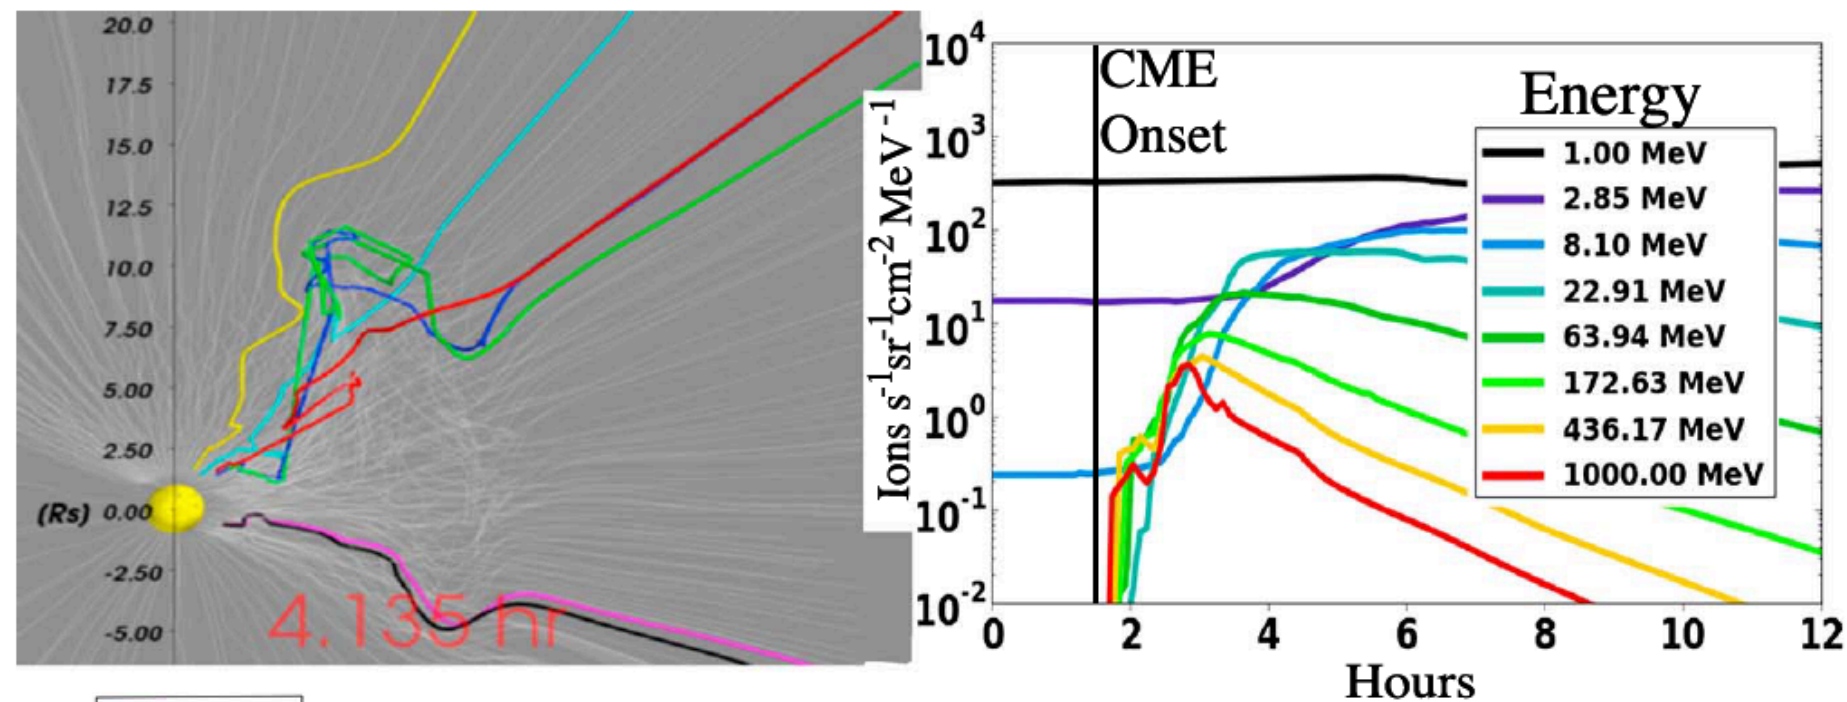 20.0
17.5
15.0
12.5
10.0
7.50
5.00
2.50
(Rs) 0.00
-2.50
-5.00
4.135 hr
Ions s-1sr-1cm-2 MeV-1
10^4
10^3
10^2
10^1
10^0
10^-1
10^-2
CME
Onset
Energy
1.00 MeV
2.85 MeV
8.10 MeV
22.91 MeV
63.94 MeV
172.63 MeV
436.17 MeV
1000.00 MeV
0 2 4 6 8 10 12
Hours